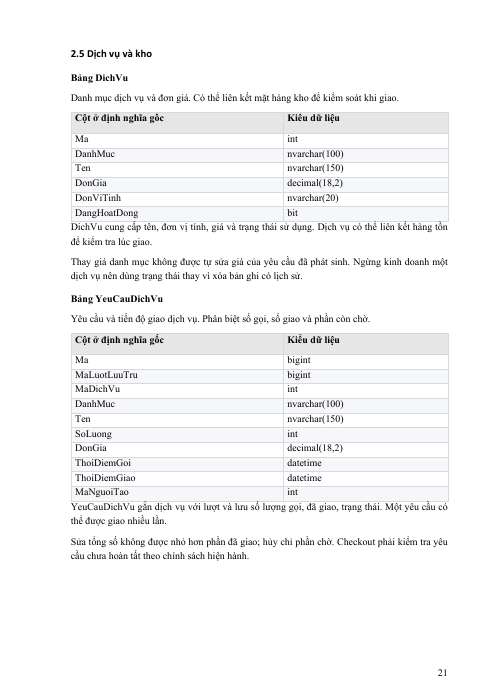 2.5 Dịch vụ và kho
Bảng DichVu
Danh mục dịch vụ và đơn giá. Có thể liên kết mặt hàng kho để kiểm soát khi giao.
Cột ở định nghĩa gốc Kiểu dữ liệu
Ma int
DanhMuc nvarchar(100)
Ten nvarchar(150)
DonGia decimal(18,2)
DonViTinh nvarchar(20)
DangHoatDong bit
DichVu cung cấp tên, đơn vị tính, giá và trạng thái sử dụng. Dịch vụ có thể liên kết hàng tồn
để kiểm tra lúc giao.
Thay giá danh mục không được tự sửa giá của yêu cầu đã phát sinh. Ngừng kinh doanh một
dịch vụ nên dùng trạng thái thay vì xóa bản ghi có lịch sử.
Bảng YeuCauDichVu
Yêu cầu và tiến độ giao dịch vụ. Phân biệt số gọi, số giao và phần còn chờ.
Cột ở định nghĩa gốc Kiểu dữ liệu
Ma bigint
MaLuotLuuTru bigint
MaDichVu int
DanhMuc nvarchar(100)
Ten nvarchar(150)
SoLuong int
DonGia decimal(18,2)
ThoiDiemGoi datetime
ThoiDiemGiao datetime
MaNguoiTao int
YeuCauDichVu gắn dịch vụ với lượt và lưu số lượng gọi, đã giao, trạng thái. Một yêu cầu có
thể được giao nhiều lần.
Sửa tổng số không được nhỏ hơn phần đã giao; hủy chỉ phần chờ. Checkout phải kiểm tra yêu
cầu chưa hoàn tất theo chính sách hiện hành.
21